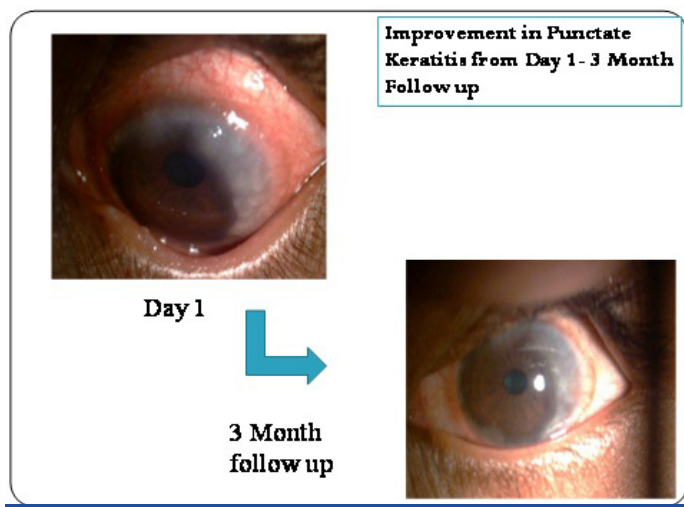 Improvement in Punctate
Keratitis from Day 1- 3 Month
Follow up
Day 1
3 Month
follow up